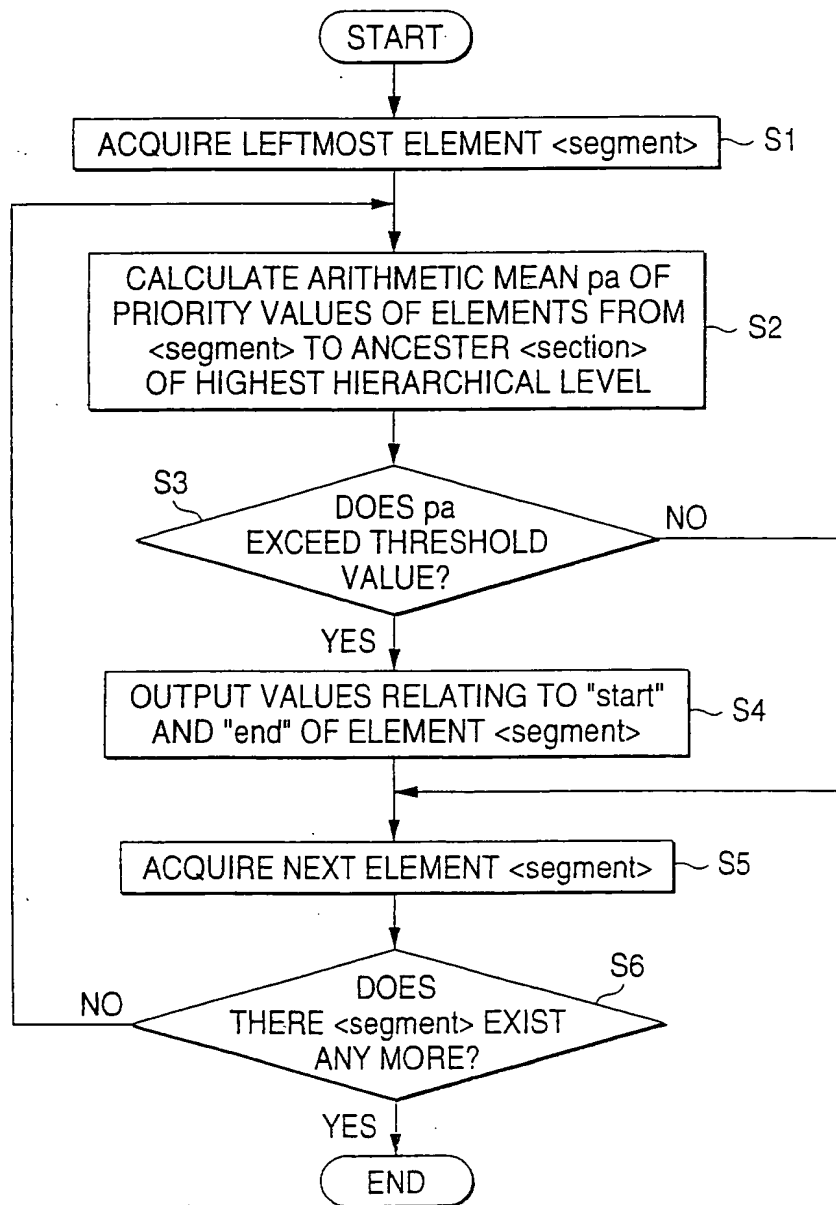 START
ACQUIRE LEFTMOST ELEMENT <segment>
S1
CALCULATE ARITHMETIC MEAN pa OF
PRIORITY VALUES OF ELEMENTS FROM
<segment> TO ANCESTER <section>
OF HIGHEST HIERARCHICAL LEVEL
S2
S3
DOES pa
EXCEED THRESHOLD
VALUE?
NO
YES
OUTPUT VALUES RELATING TO "start"
AND "end" OF ELEMENT <segment>
S4
ACQUIRE NEXT ELEMENT <segment>
S5
S6
DOES
THERE <segment> EXIST
ANY MORE?
NO
YES
END